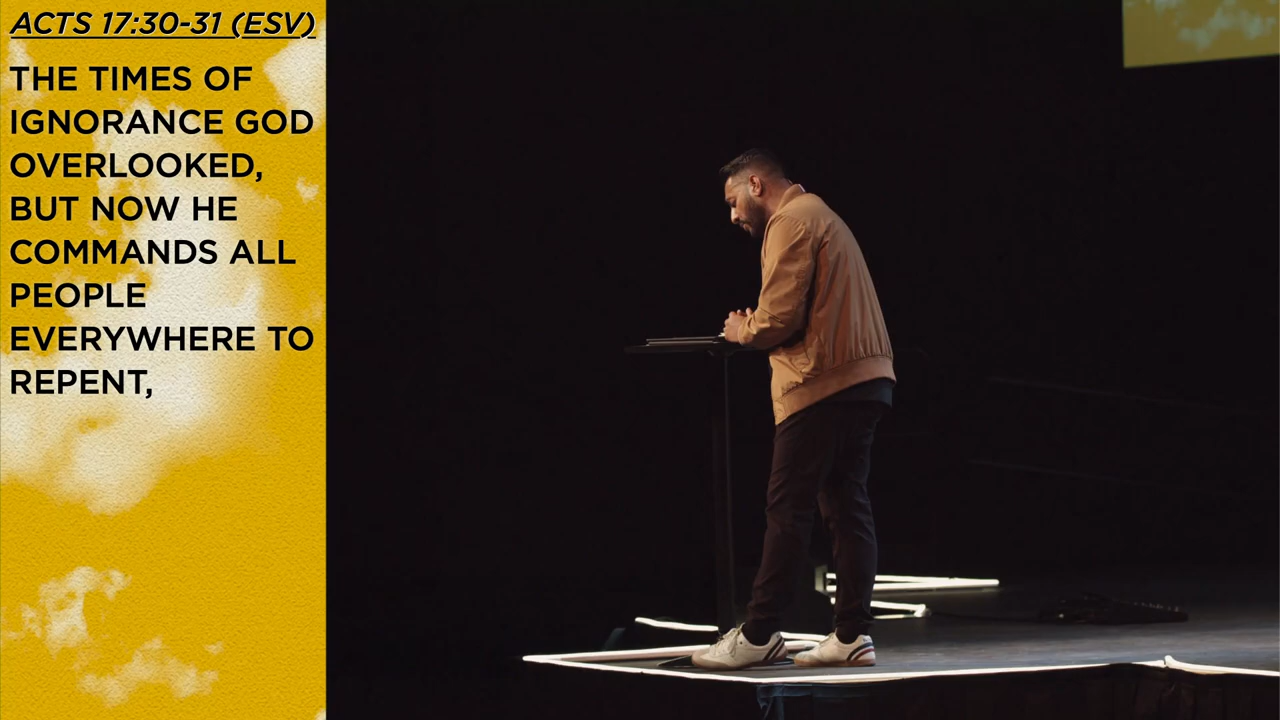 ACTS 17:30-31 (ESV)
THE TIMES OF
IGNORANCE GOD
OVERLOOKED,
BUT NOW HE
COMMANDS ALL
PEOPLE
EVERYWHERE TO
REPENT,